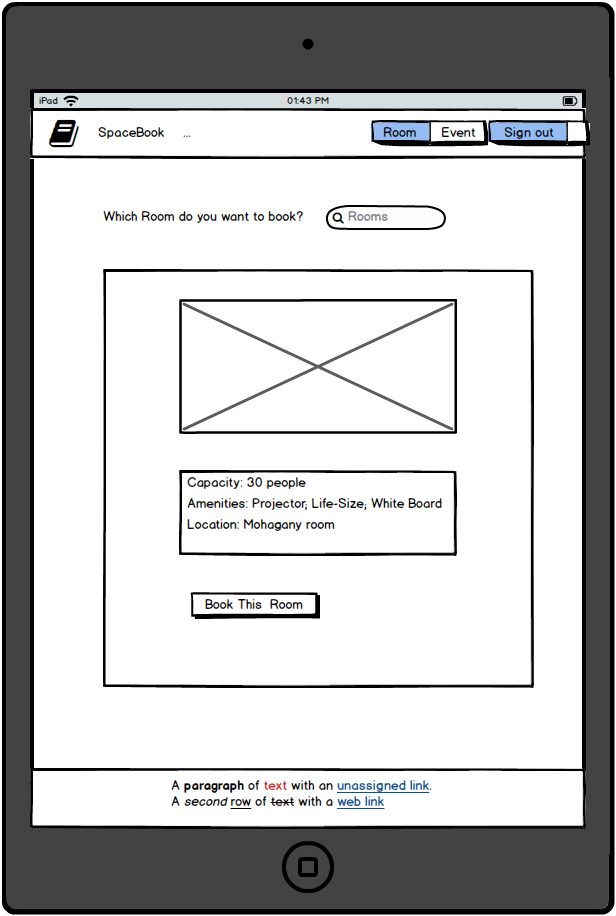 iPad 01:43 PM
SpaceBook ... Room Event Sign out
Which Room do you want to book? Rooms
Capacity: 30 people
Amenities: Projector; Life-Size; White Board
Location: Mohagany room
Book This Room
A paragraph of text with an unassigned link.
A second row of text with a web link